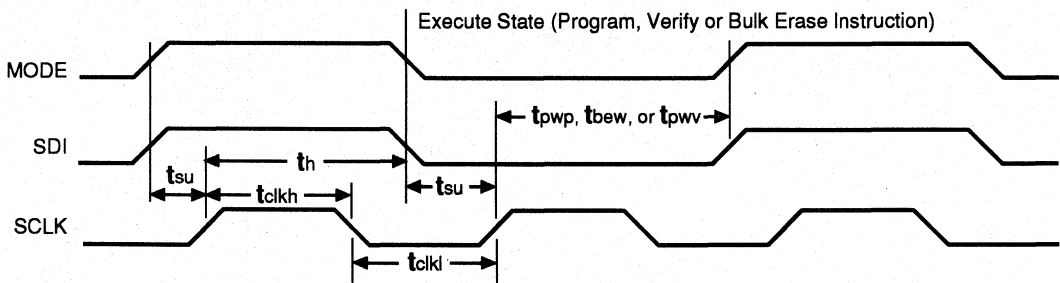 Execute State (Program, Verify or Bulk Erase Instruction)
MODE
tpwp, tbew, or tpwv
SDI
tsu
th
tsu
tclkh
SCLK
tclkl